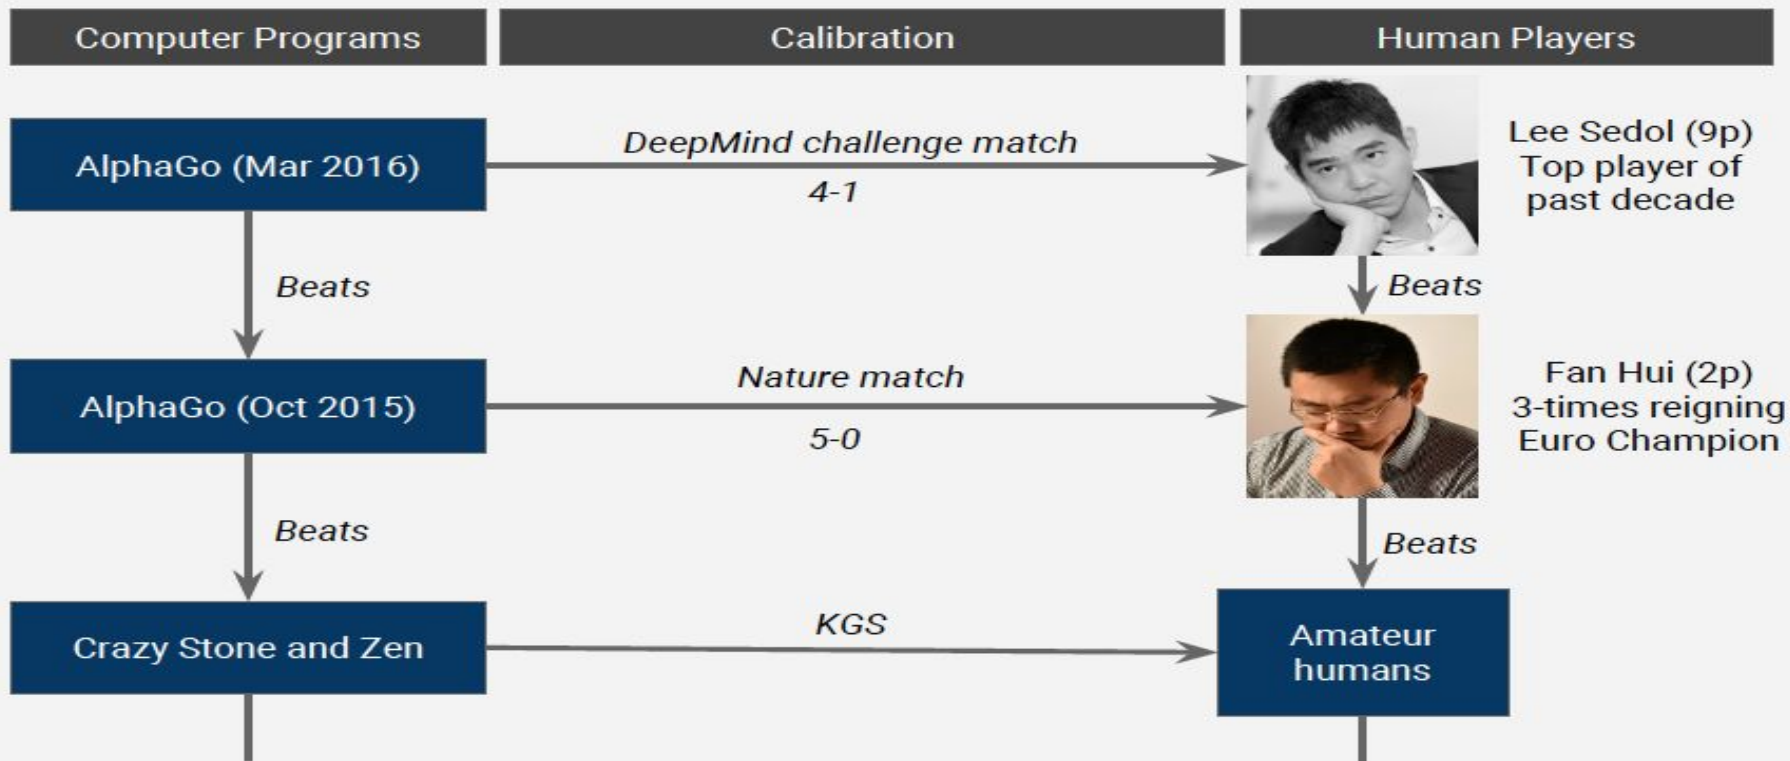 Computer Programs
Calibration
Human Players
AlphaGo (Mar 2016)
DeepMind challenge match
4-1
Lee Sedol (9p)
Top player of
past decade
Beats
Beats
AlphaGo (Oct 2015)
Nature match
5-0
Fan Hui (2p)
3-times reigning
Euro Champion
Beats
Beats
Crazy Stone and Zen
KGS
Amateur
humans